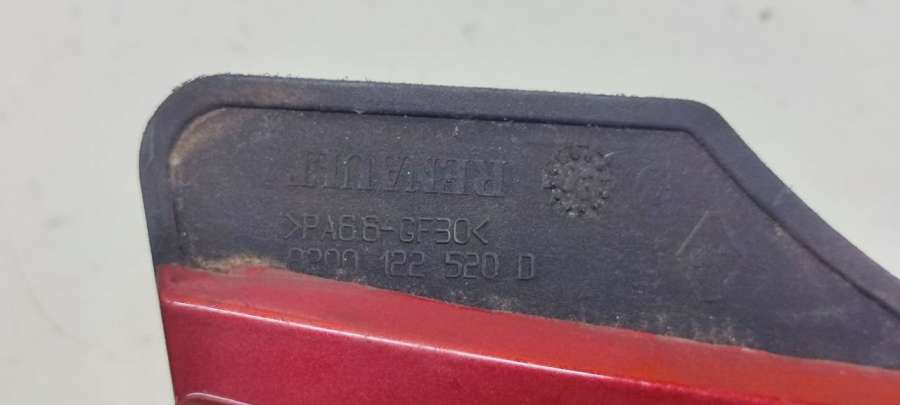 RENAULT
>PA66-GF30<
8200 122 520 D